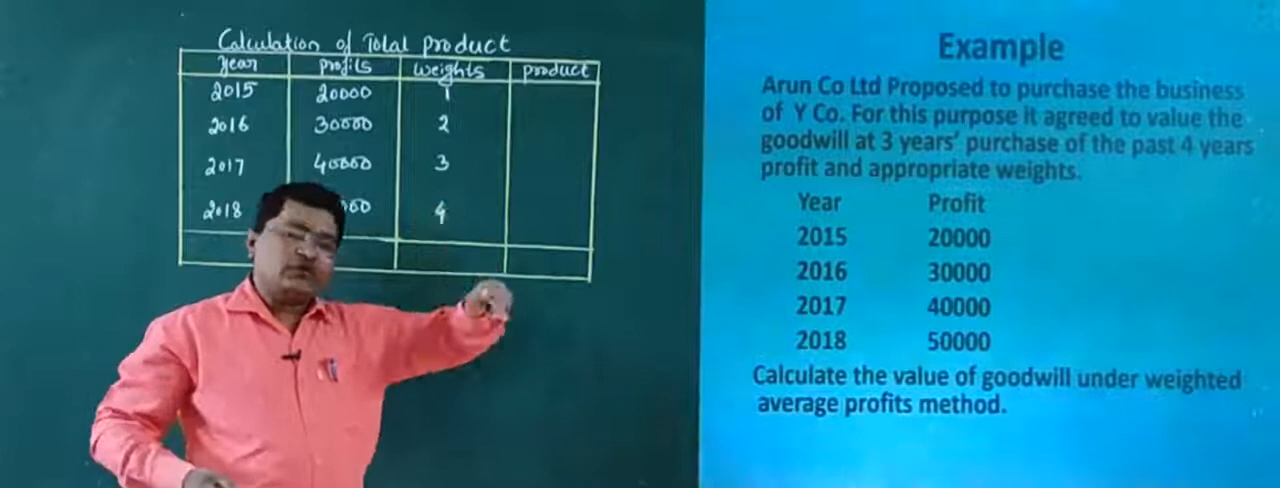 Calculation of Total product
Year profits weights product
2015 20000 1
2016 30000 2
2017 40000 3
2018 000 4
Example
Arun Co Ltd Proposed to purchase the business
of Y Co. For this purpose it agreed to value the
goodwill at 3 years' purchase of the past 4 years
profit and appropriate weights.
Year Profit
2015 20000
2016 30000
2017 40000
2018 50000
Calculate the value of goodwill under weighted
average profits method.